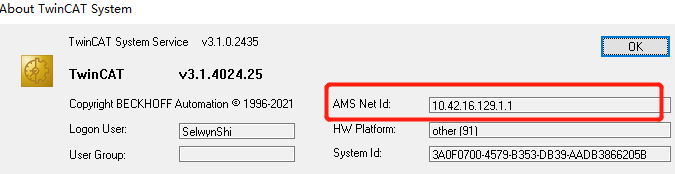 About TwinCAT System
TwinCAT System Service v3.1.0.2435
OK
TwinCAT v3.1.4024.25
Copyright BECKHOFF Automation © 1996-2021
AMS Net Id: 10.42.16.129.1.1
Logon User: SelwynShi
HW Platform: other (91)
User Group:
System Id: 3A0F0700-4579-B353-DB39-AADB3866205B